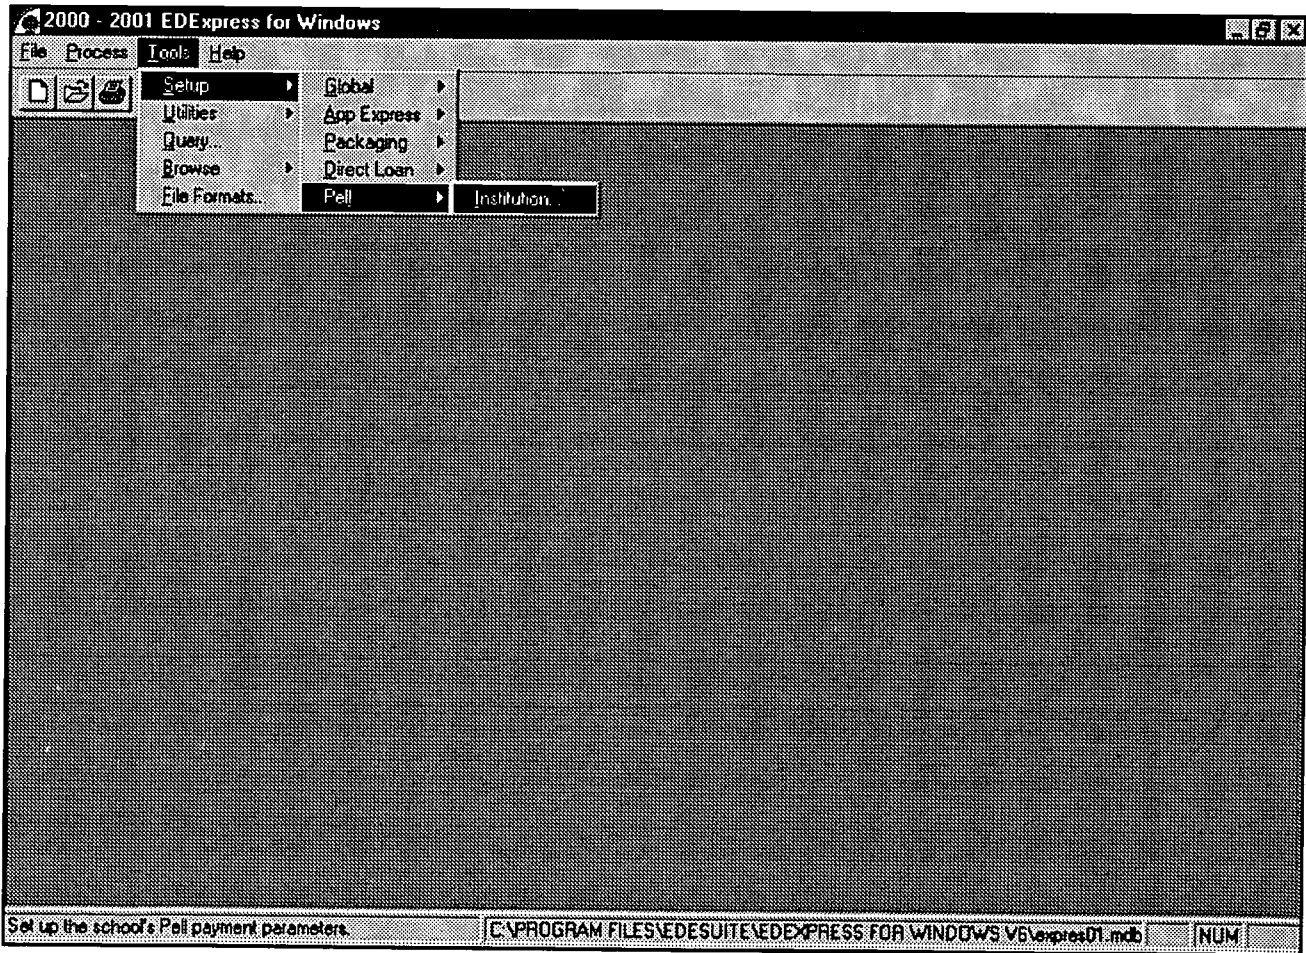 2000 - 2001 EDExpress for Windows
File Process Tools Help
Setup Global
Utilities App Express
Query... Packaging
Browse Direct Loan
File Formats... Pell Institution...
Set up the school's Pell payment parameters. C:\PROGRAM FILES\EDESUITE\EDEXPRESS FOR WINDOWS V6\expres01.mdb NUM